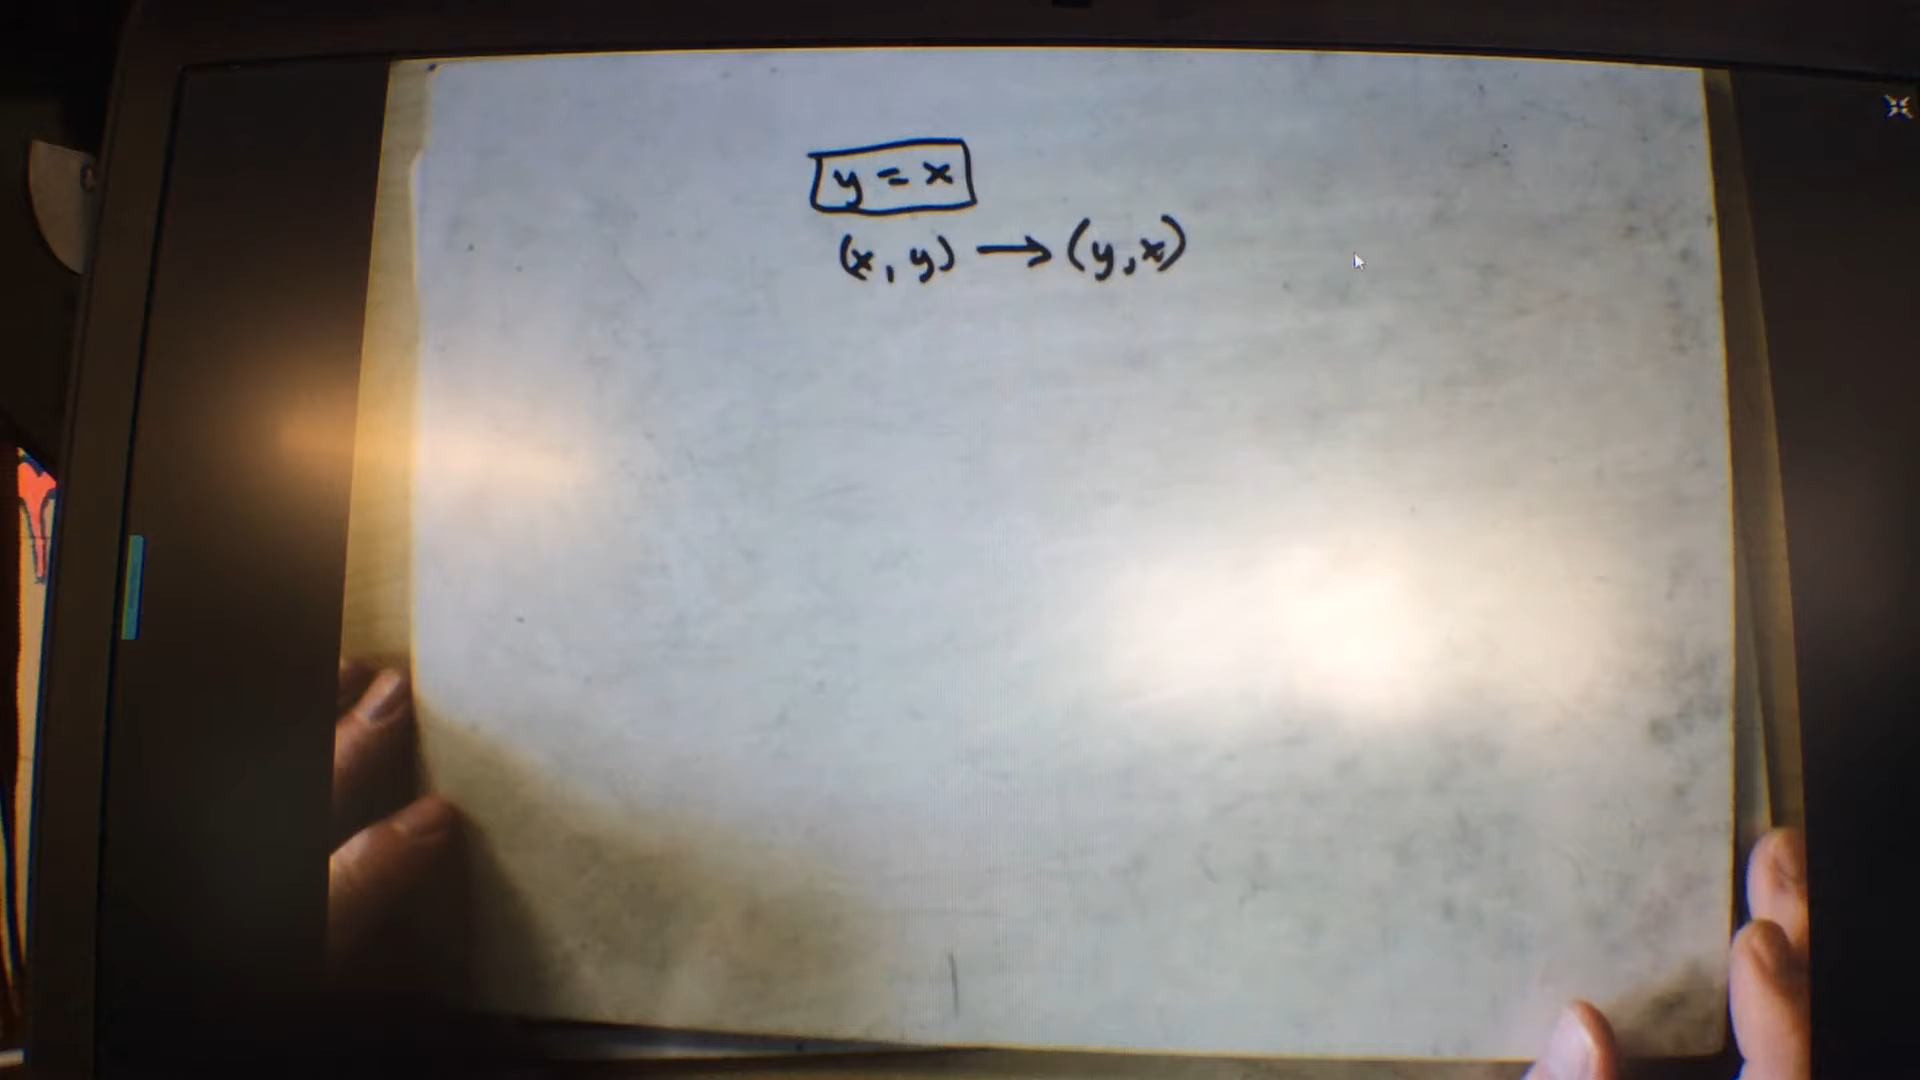 y = x
(x, y) → (y, x)